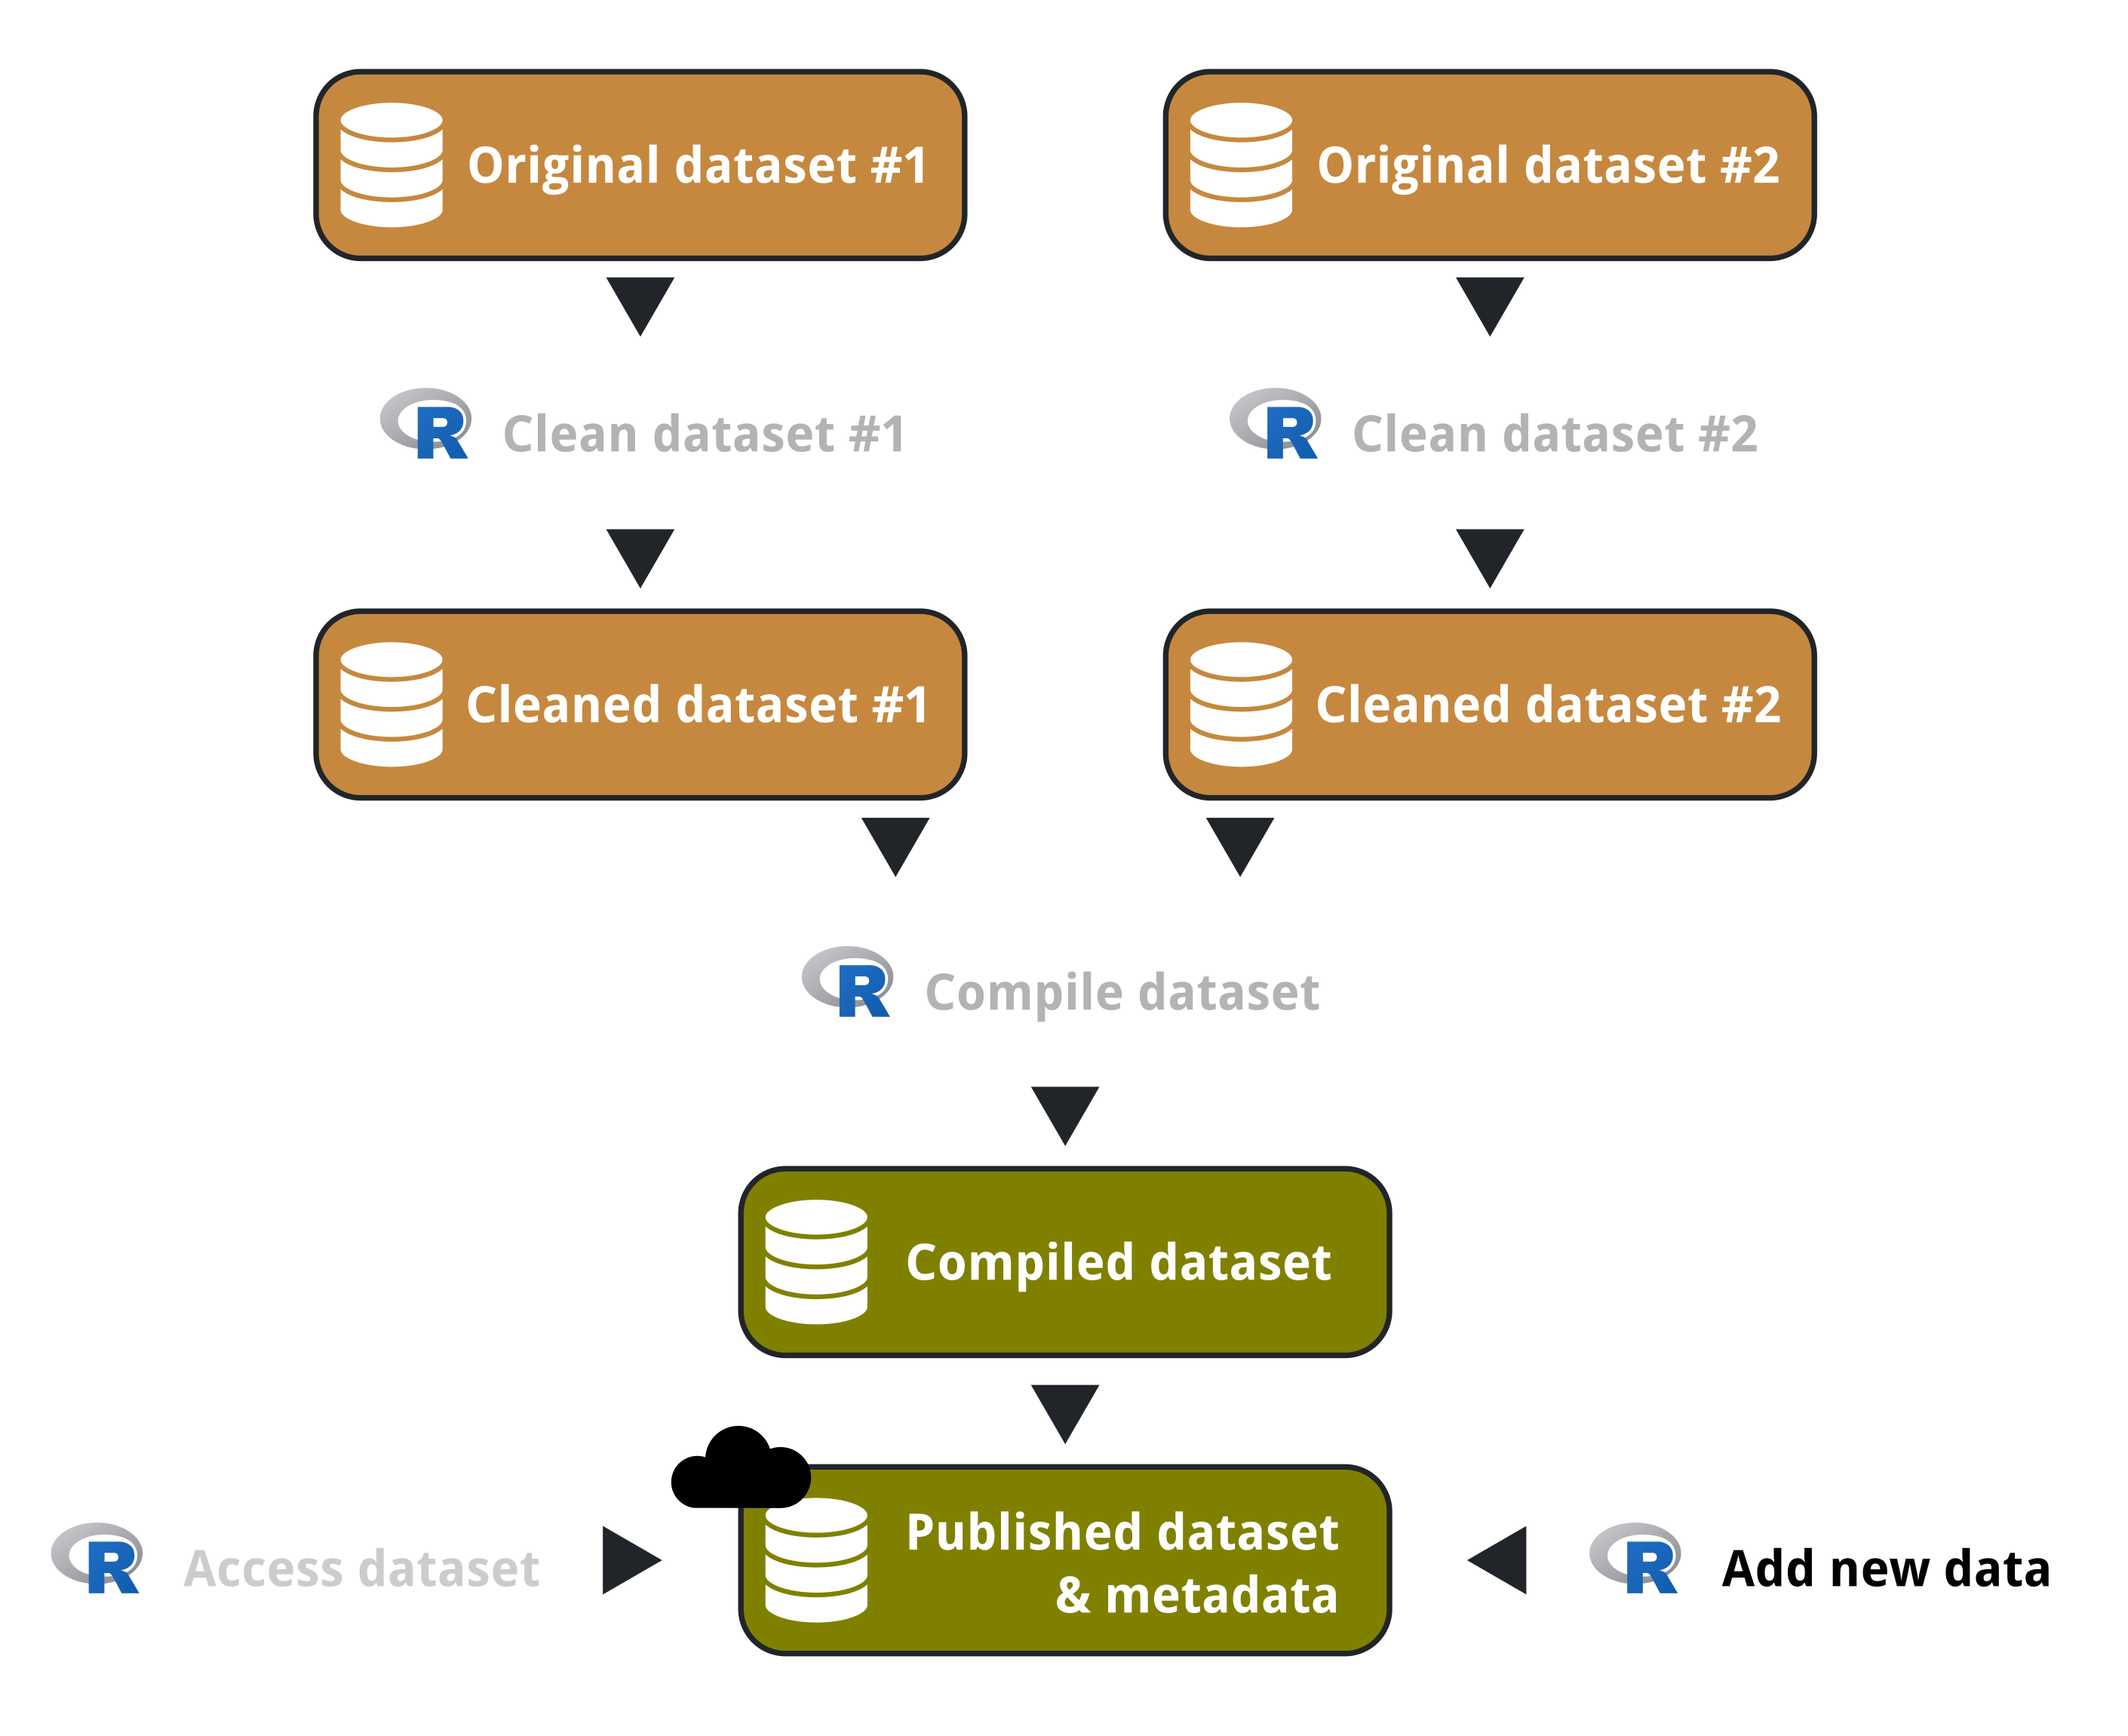 Original dataset #1
Original dataset #2
R Clean dataset #1
R Clean dataset #2
Cleaned dataset #1
Cleaned dataset #2
R Compile dataset
Compiled dataset
Published dataset
& metadata
R Access dtaset
R Add new data